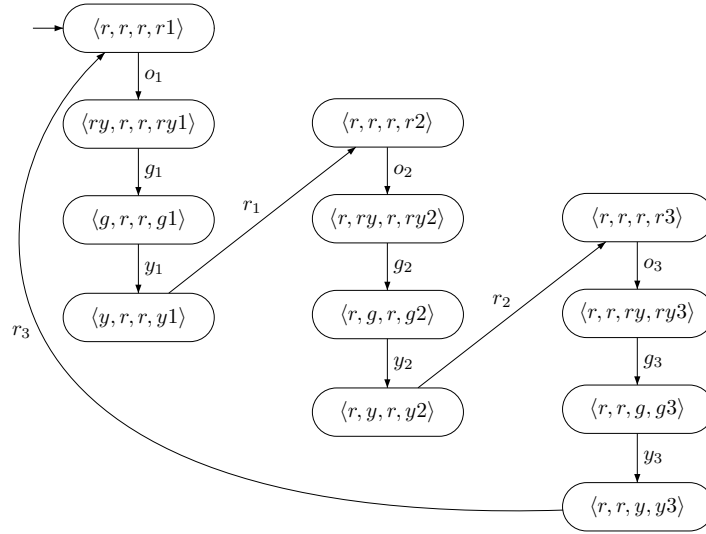 ⟨r, r, r, r1⟩
o₁
⟨ry, r, r, ry1⟩
g₁
⟨g, r, r, g1⟩
y₁
⟨y, r, r, y1⟩
r₁
⟨r, r, r, r2⟩
o₂
⟨r, ry, r, ry2⟩
g₂
⟨r, g, r, g2⟩
y₂
⟨r, y, r, y2⟩
r₂
⟨r, r, r, r3⟩
o₃
⟨r, r, ry, ry3⟩
g₃
⟨r, r, g, g3⟩
y₃
⟨r, r, y, y3⟩
r₃